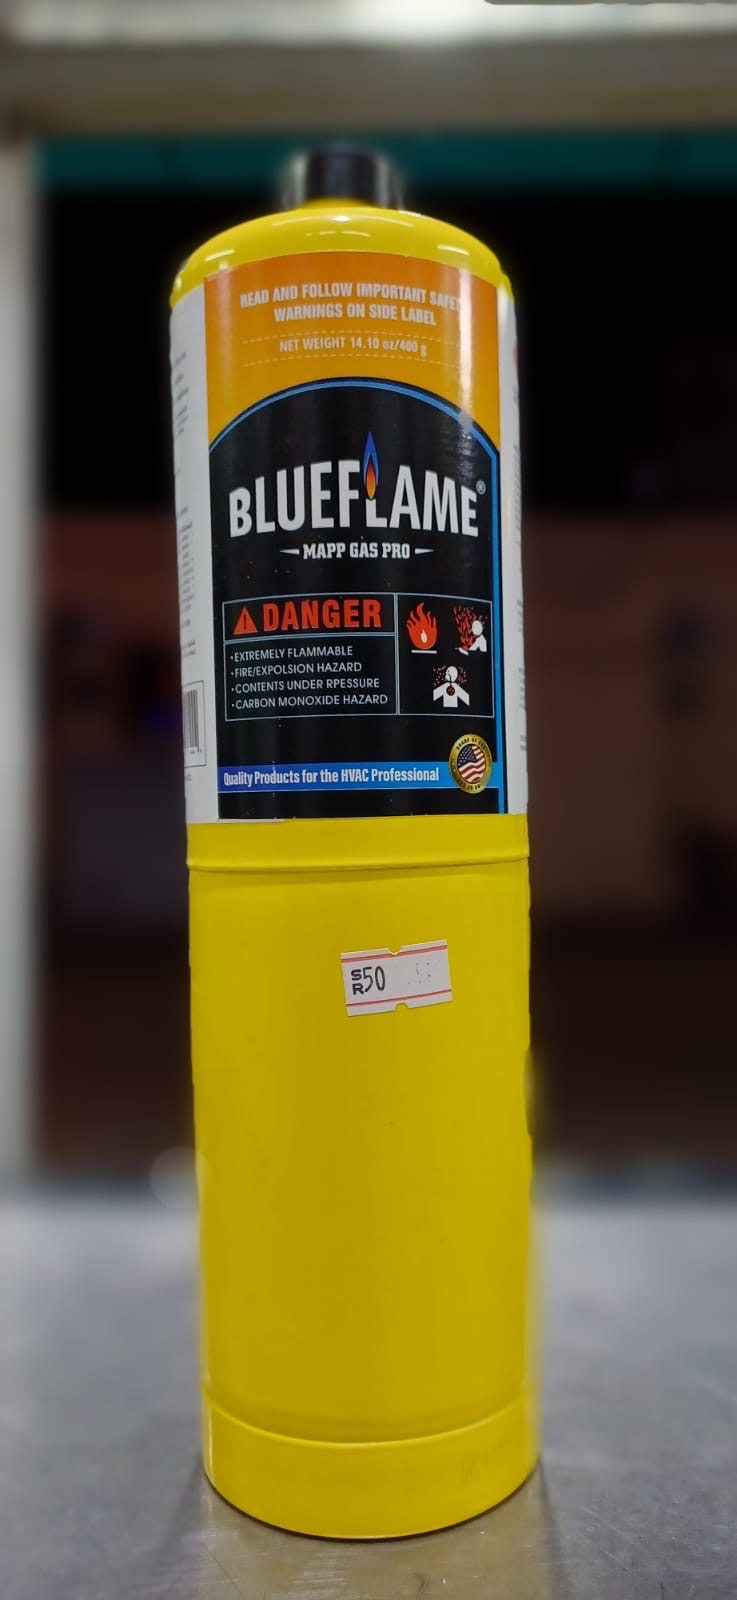 READ AND FOLLOW IMPORTANT SAFET
WARNINGS ON SIDE LABEL
NET WEIGHT 14.10 oz/400 g
BLUEFLAME®
MAPP GAS PRO
DANGER
•EXTREMELY FLAMMABLE
•FIRE/EXPOLSION HAZARD
•CONTENTS UNDER RPESSURE
•CARBON MONOXIDE HAZARD
Quality Products for the HVAC Professional
SR50